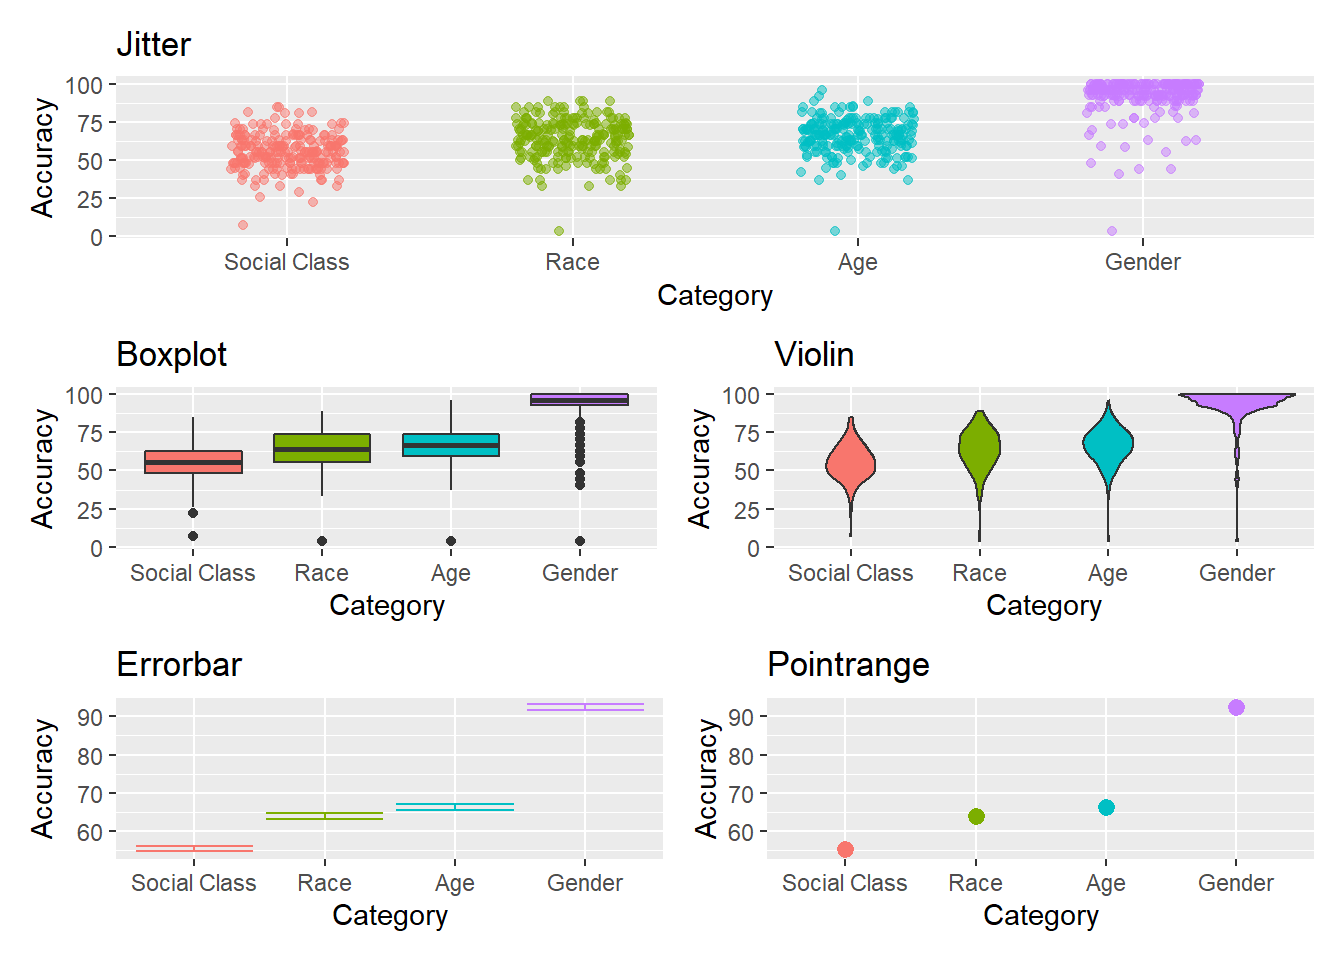 Jitter
Accuracy
100
75
50
25
0
Social Class Race Age Gender
Category
Boxplot
Accuracy
100
75
50
25
0
Social Class Race Age Gender
Category
Violin
Accuracy
100
75
50
25
0
Social Class Race Age Gender
Category
Errorbar
Accuracy
90
80
70
60
Social Class Race Age Gender
Category
Pointrange
Accuracy
90
80
70
60
Social Class Race Age Gender
Category